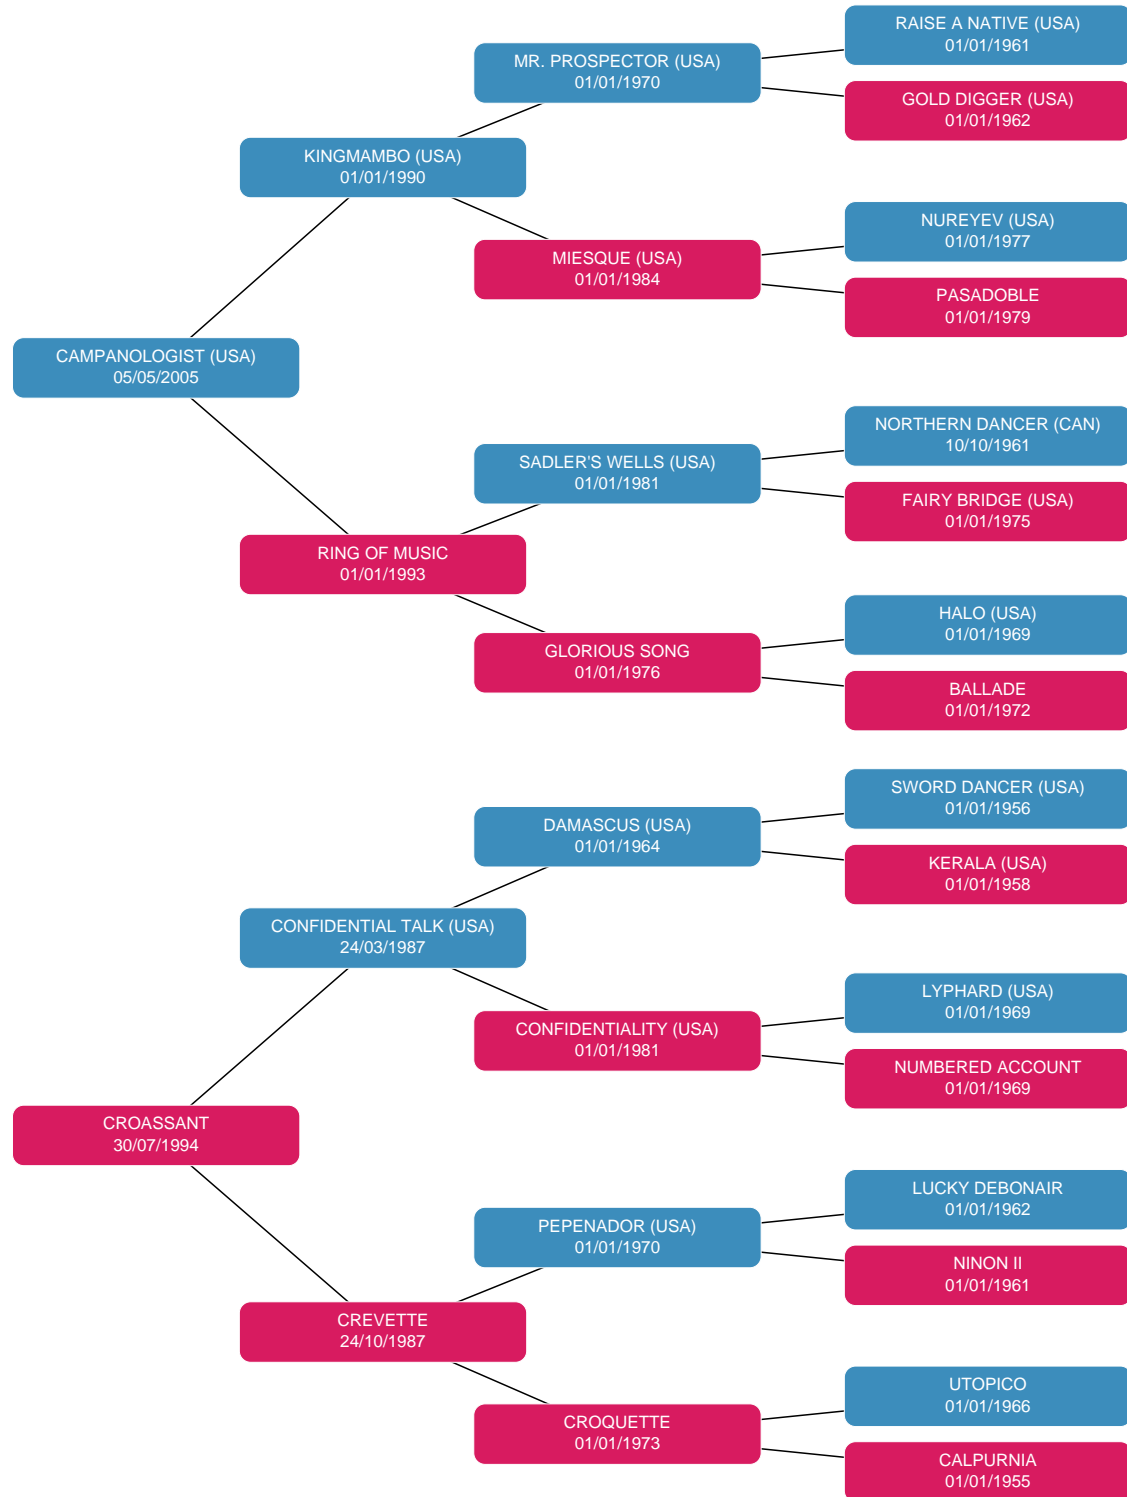 RAISE A NATIVE (USA)
01/01/1961
MR. PROSPECTOR (USA)
01/01/1970
GOLD DIGGER (USA)
01/01/1962
KINGMAMBO (USA)
01/01/1990
NUREYEV (USA)
01/01/1977
MIESQUE (USA)
01/01/1984
PASADOBLE
01/01/1979
CAMPANOLOGIST (USA)
05/05/2005
NORTHERN DANCER (CAN)
10/10/1961
SADLER'S WELLS (USA)
01/01/1981
FAIRY BRIDGE (USA)
01/01/1975
RING OF MUSIC
01/01/1993
HALO (USA)
01/01/1969
GLORIOUS SONG
01/01/1976
BALLADE
01/01/1972
SWORD DANCER (USA)
01/01/1956
DAMASCUS (USA)
01/01/1964
KERALA (USA)
01/01/1958
CONFIDENTIAL TALK (USA)
24/03/1987
LYPHARD (USA)
01/01/1969
CONFIDENTIALITY (USA)
01/01/1981
NUMBERED ACCOUNT
01/01/1969
CROASSANT
30/07/1994
LUCKY DEBONAIR
01/01/1962
PEPENADOR (USA)
01/01/1970
NINON II
01/01/1961
CREVETTE
24/10/1987
UTOPICO
01/01/1966
CROQUETTE
01/01/1973
CALPURNIA
01/01/1955